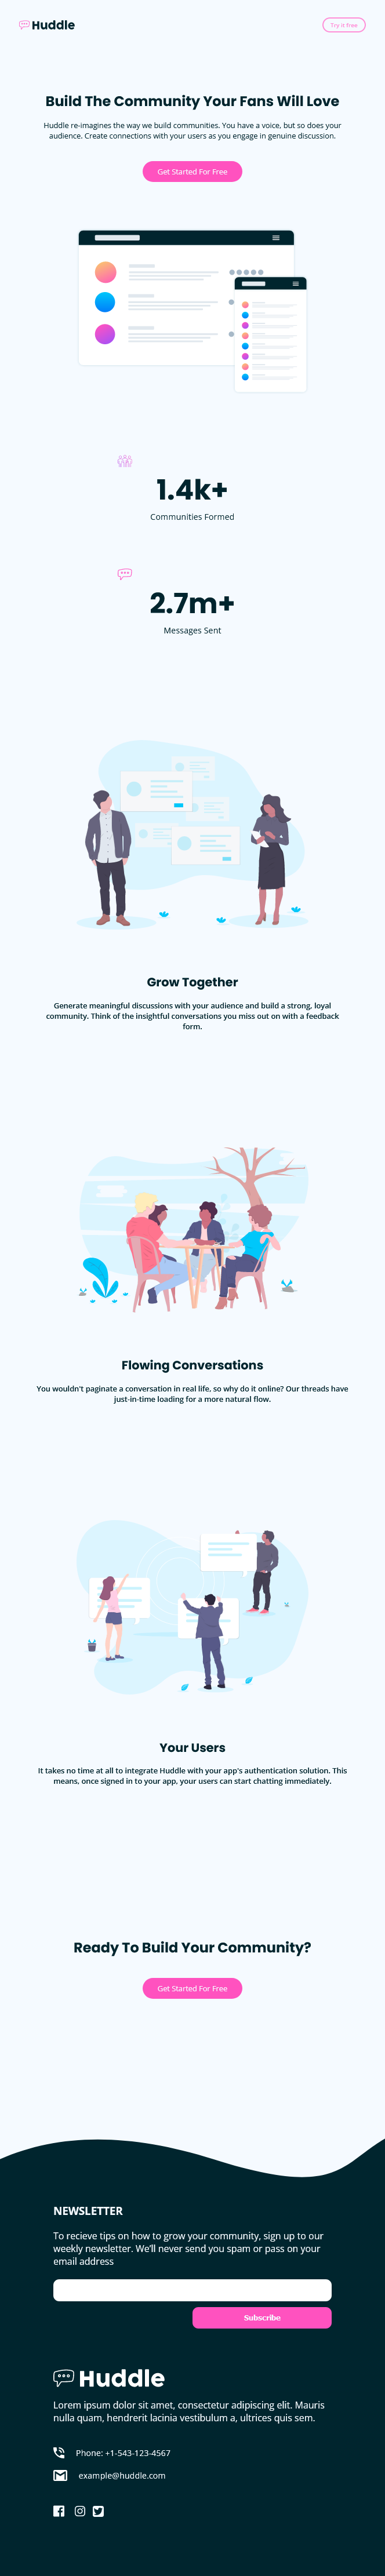 Huddle
Try it free
Build The Community Your Fans Will Love
Huddle re-imagines the way we build communities. You have a voice, but so does your
audience. Create connections with your users as you engage in genuine discussion.
Get Started For Free
1.4k+
Communities Formed
2.7m+
Messages Sent
Grow Together
Generate meaningful discussions with your audience and build a strong, loyal
community. Think of the insightful conversations you miss out on with a feedback
form.
Flowing Conversations
You wouldn't paginate a conversation in real life, so why do it online? Our threads have
just-in-time loading for a more natural flow.
Your Users
It takes no time at all to integrate Huddle with your app's authentication solution. This
means, once signed in to your app, your users can start chatting immediately.
Ready To Build Your Community?
Get Started For Free
NEWSLETTER
To recieve tips on how to grow your community, sign up to our
weekly newsletter. We'll never send you spam or pass on your
email address
Subscribe
Huddle
Lorem ipsum dolor sit amet, consectetur adipiscing elit. Mauris
nulla quam, hendrerit lacinia vestibulum a, ultrices quis sem.
Phone: +1-543-123-4567
example@huddle.com